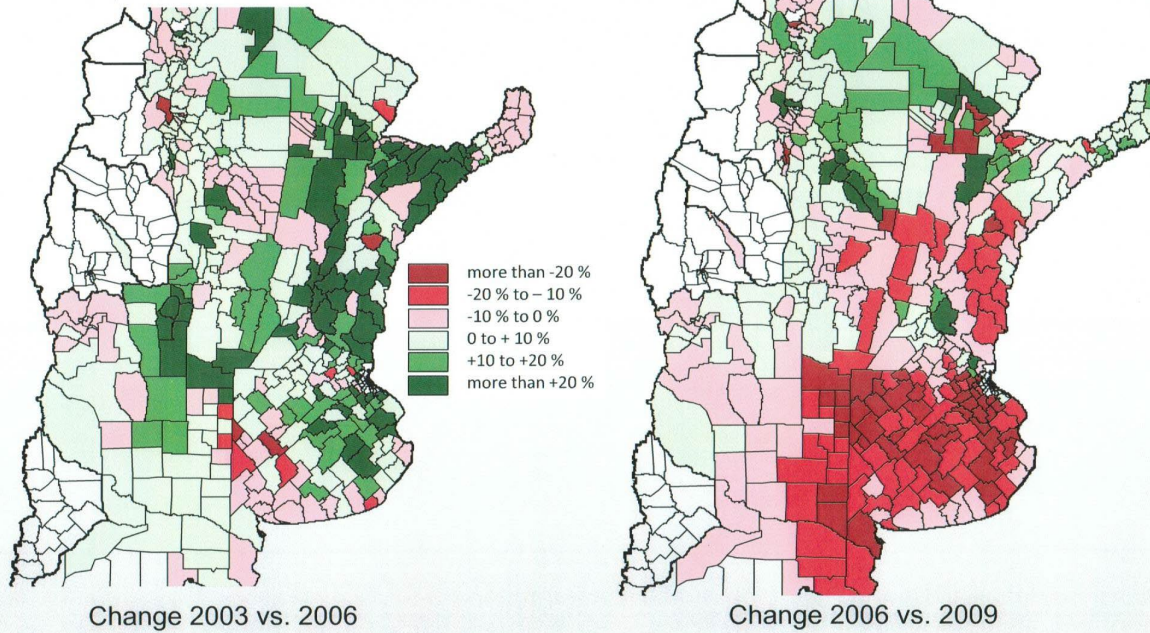 more than -20 %
-20 % to – 10 %
-10 % to 0 %
0 to + 10 %
+10 to +20 %
more than +20 %
Change 2003 vs. 2006
Change 2006 vs. 2009